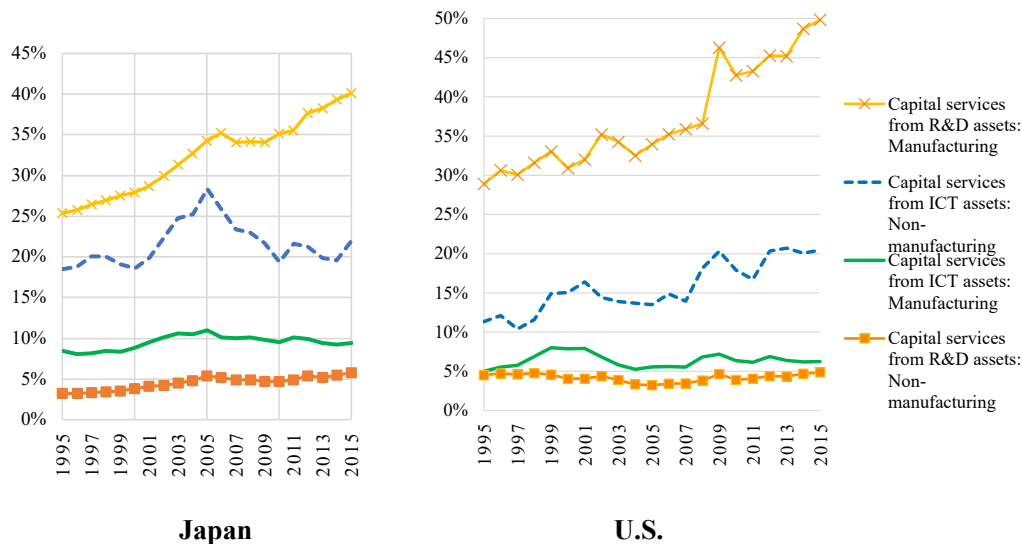 45%
40%
35%
30%
25%
20%
15%
10%
5%
0%
1995
1997
1999
2001
2003
2005
2007
2009
2011
2013
2015
Japan
50%
45%
40%
35%
30%
25%
20%
15%
10%
5%
0%
1995
1997
1999
2001
2003
2005
2007
2009
2011
2013
2015
U.S.
Capital services
from R&D assets:
Manufacturing
Capital services
from ICT assets:
Non-
manufacturing
Capital services
from ICT assets:
Manufacturing
Capital services
from R&D assets:
Non-
manufacturing